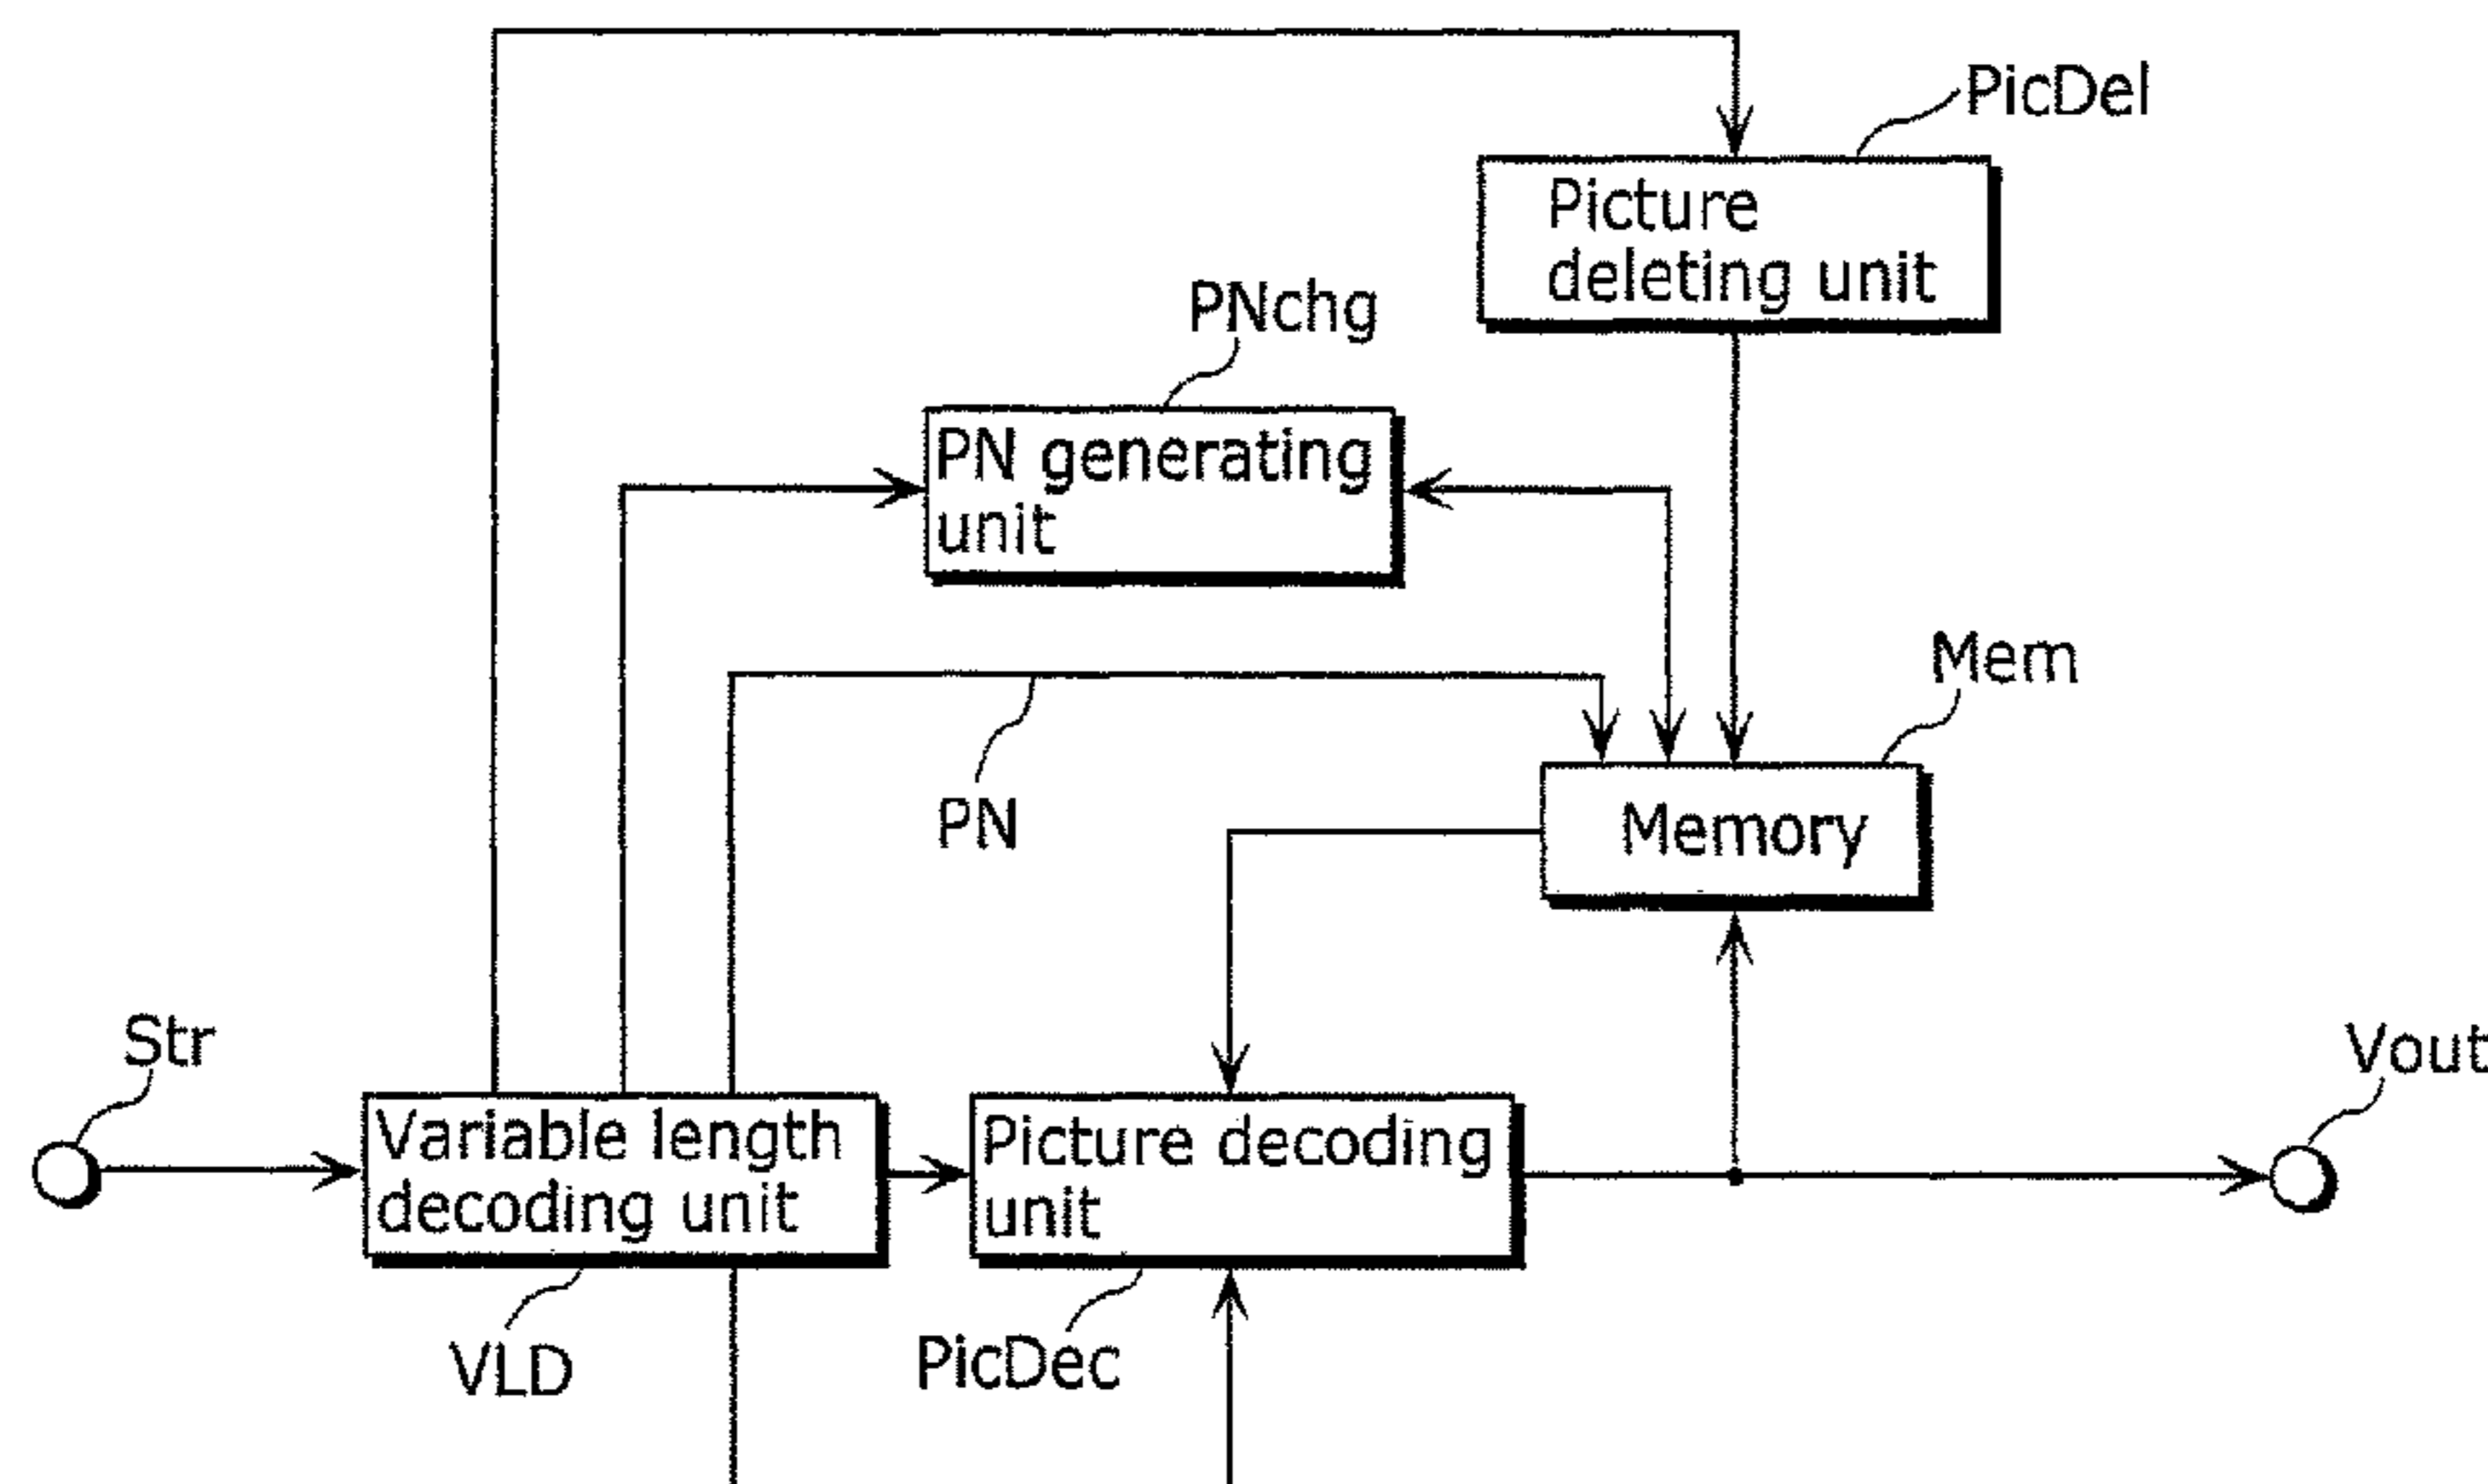 PicDel
Picture
deleting unit
PNchg
PN generating
unit
Mem
PN
Memory
Str
Vout
Variable length
decoding unit
Picture decoding
unit
VLD
PicDec